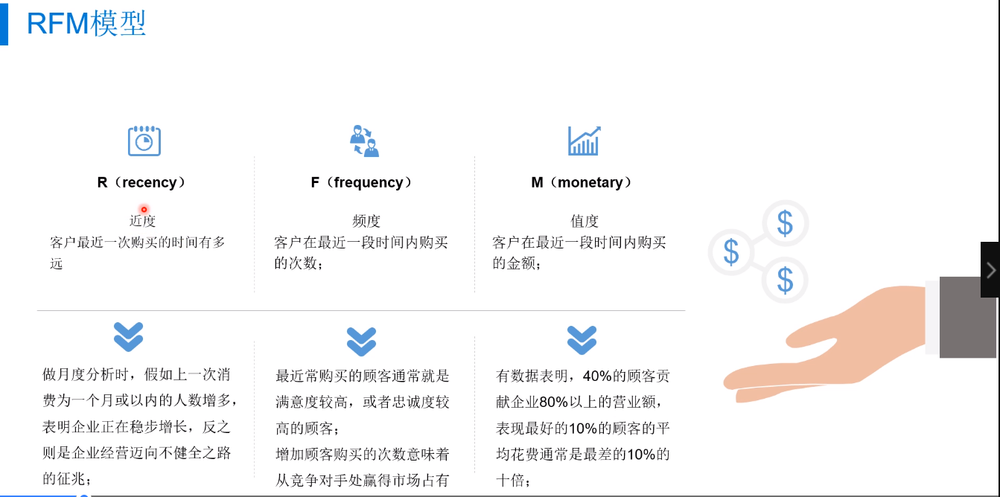 RFM模型
R（recency）
近度
客户最近一次购买的时间有多
远
F（frequency）
频度
客户在最近一段时间内购买
的次数；
M（monetary）
值度
客户在最近一段时间内购买
的金额；
$
$
$
做月度分析时，假如上一次消
费为一个月或以内的人数增多，
表明企业正在稳步增长，反之
则是企业经营迈向不健全之路
的征兆；
最近常购买的顾客通常就是
满意度较高，或者忠诚度较
高的顾客；
增加顾客购买的次数意味着
从竞争对手处赢得市场占有
有数据表明，40%的顾客贡
献企业80%以上的营业额，
表现最好的10%的顾客的平
均花费通常是最差的10%的
十倍；